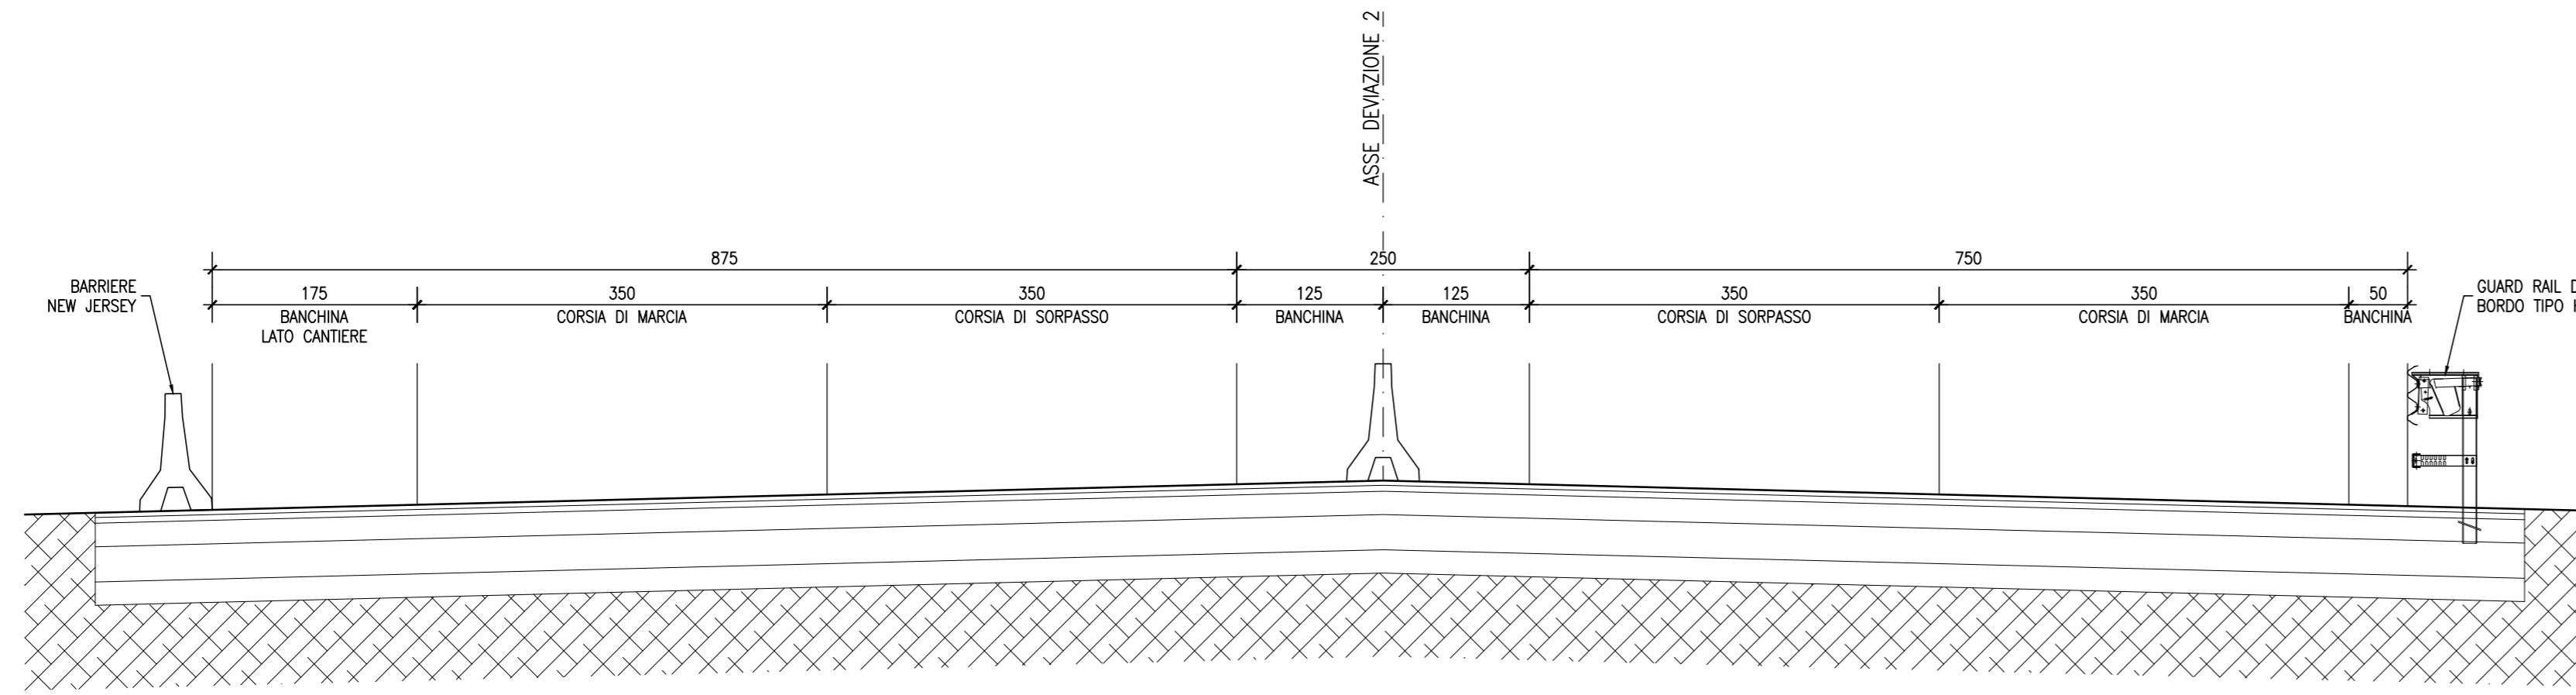 ASSE DEVIAZIONE 2
875
250
750
BARRIERE
NEW JERSEY
175
350
350
125
125
350
350
50
BANCHINA
LATO CANTIERE
CORSIA DI MARCIA
CORSIA DI SORPASSO
BANCHINA
BANCHINA
CORSIA DI SORPASSO
CORSIA DI MARCIA
BANCHINA
GUARD RAIL
BORDO TIPO